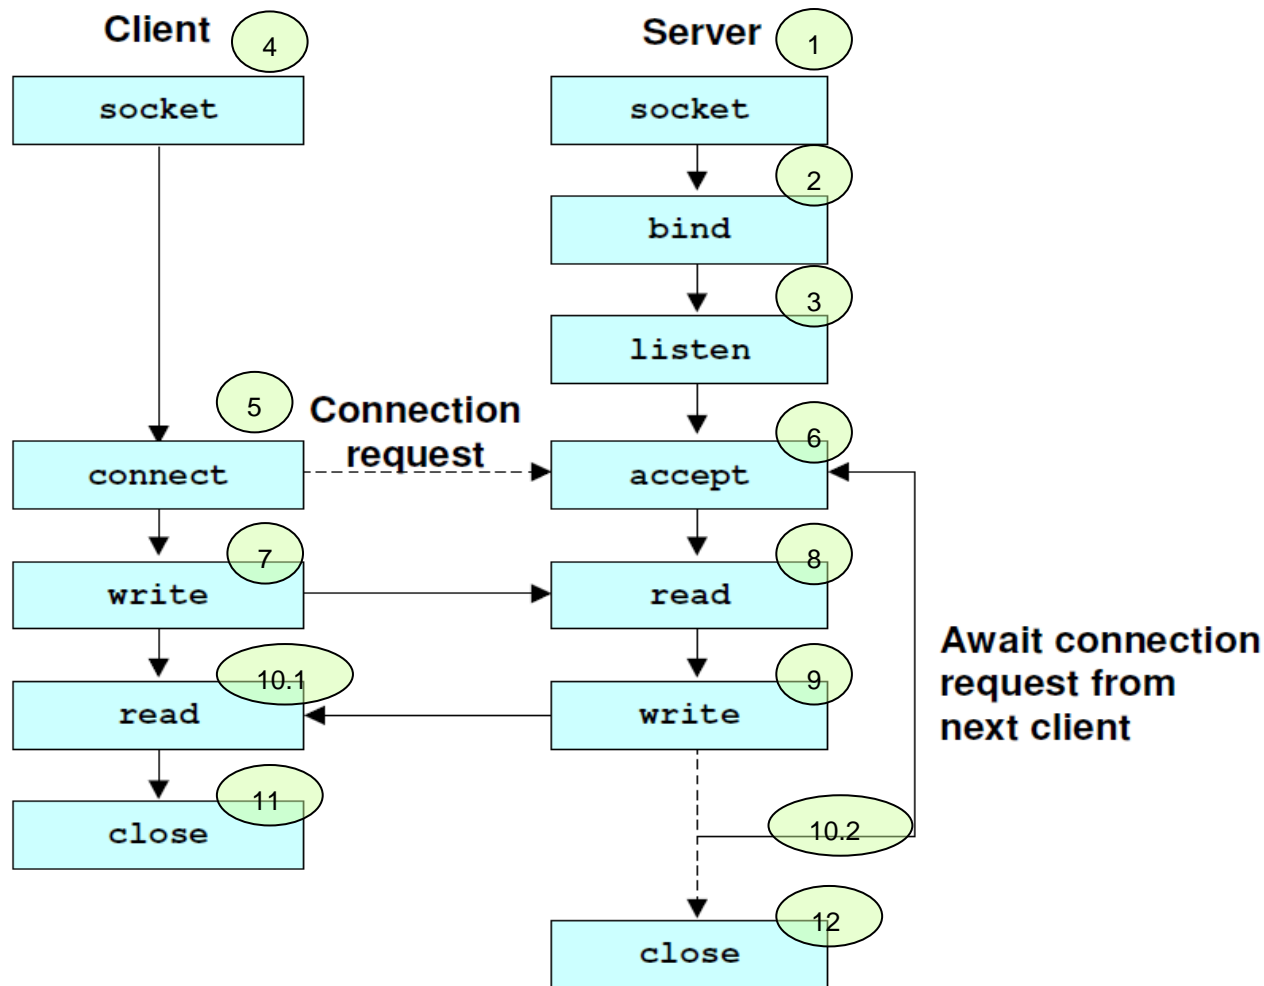 Client
4
Server
1
socket
socket
2
bind
3
listen
5
Connection
request
6
connect
accept
7
8
write
read
Await connection
request from
next client
10.1
9
read
write
11
close
10.2
12
close